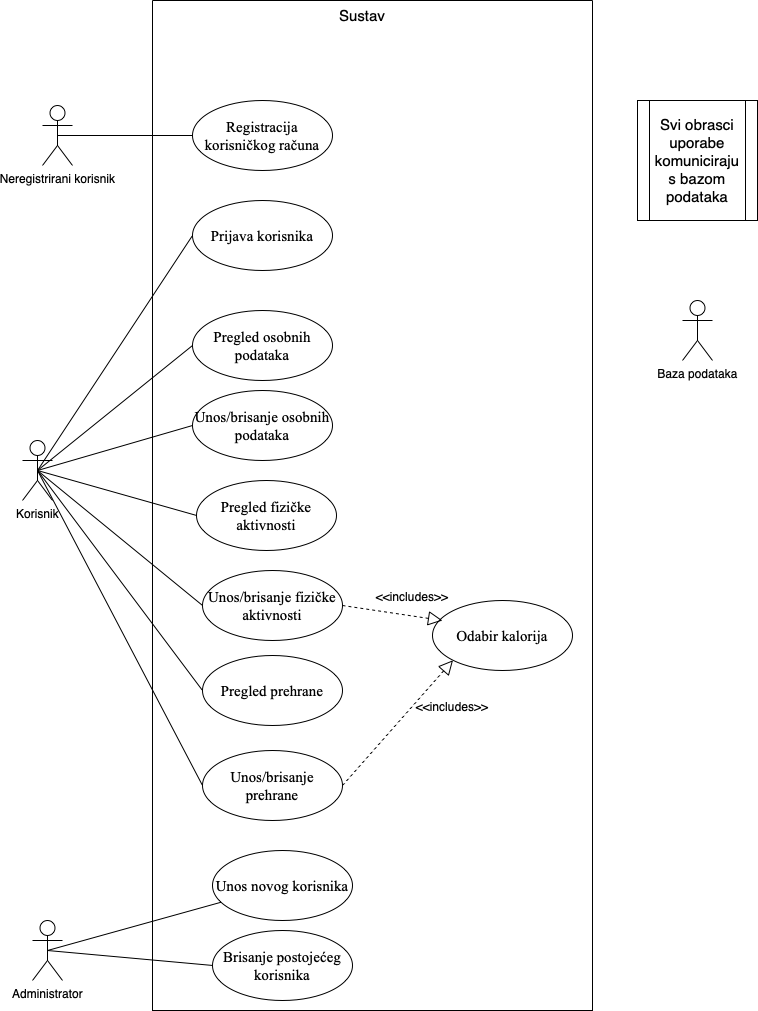 Sustav
Registracija
korisničkog računa
Neregistrirani korisnik
Svi obrasci
uporabe
komuniciraju
s bazom
podataka
Prijava korisnika
Pregled osobnih
podataka
Baza podataka
Unos/brisanje osobnih
podataka
Korisnik
Pregled fizičke
aktivnosti
Unos/brisanje fizičke
aktivnosti
<<includes>>
Odabir kalorija
Pregled prehrane
<<includes>>
Unos/brisanje
prehrane
Unos novog korisnika
Brisanje postojećeg
korisnika
Administrator